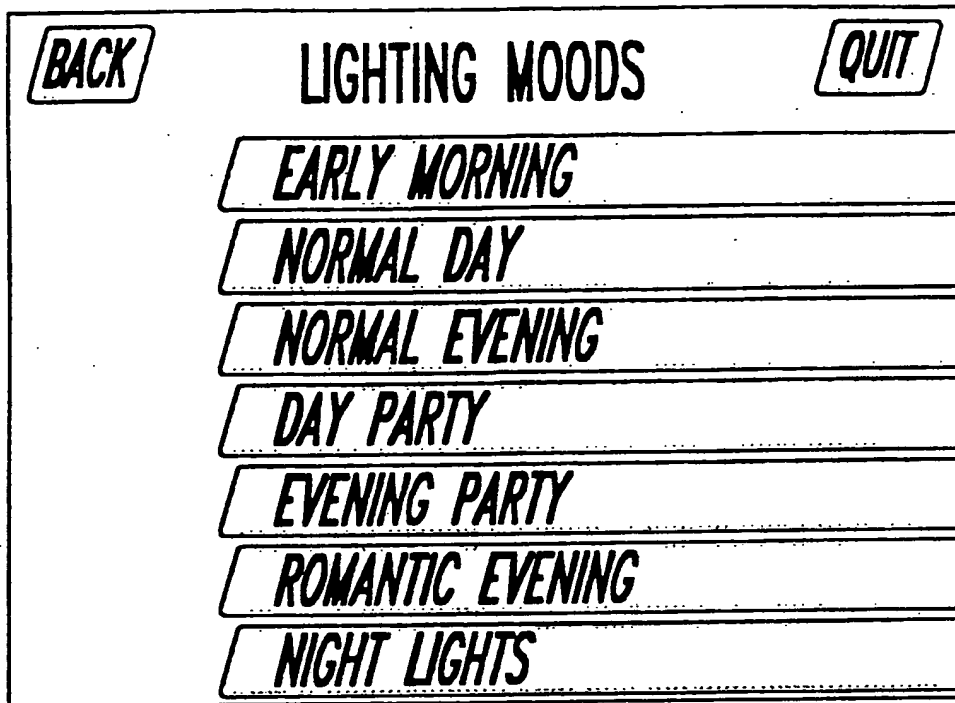 BACK LIGHTING MOODS QUIT
EARLY MORNING
NORMAL DAY
NORMAL EVENING
DAY PARTY
EVENING PARTY
ROMANTIC EVENING
NIGHT LIGHTS